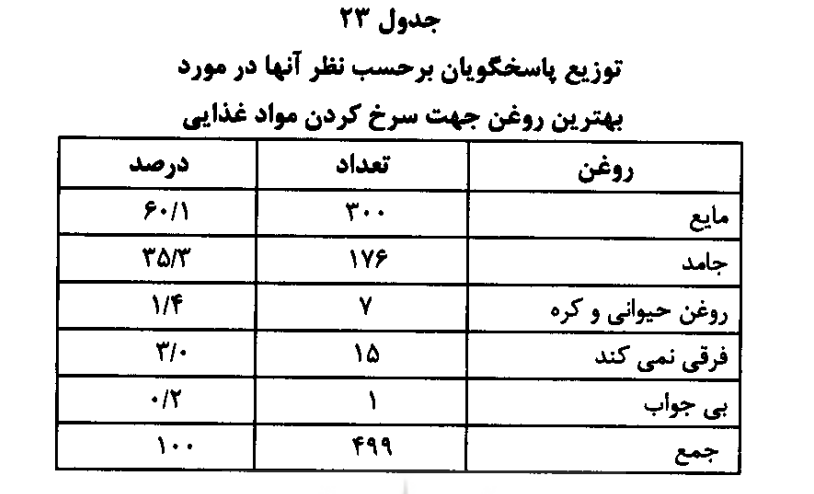 جدول ۲۳
توزیع پاسخگویان برحسب نظر آنها در مورد
بهترین روغن جهت سرخ کردن مواد غذایی
روغن تعداد درصد
مایع ۳۰۰ ۶۰/۱
جامد ۱۷۶ ۳۵/۳
روغن حیوانی و کره ۷ ۱/۴
فرقی نمی کند ۱۵ ۳/۰
بی جواب ۱ ۰/۲
جمع ۴۹۹ ۱۰۰